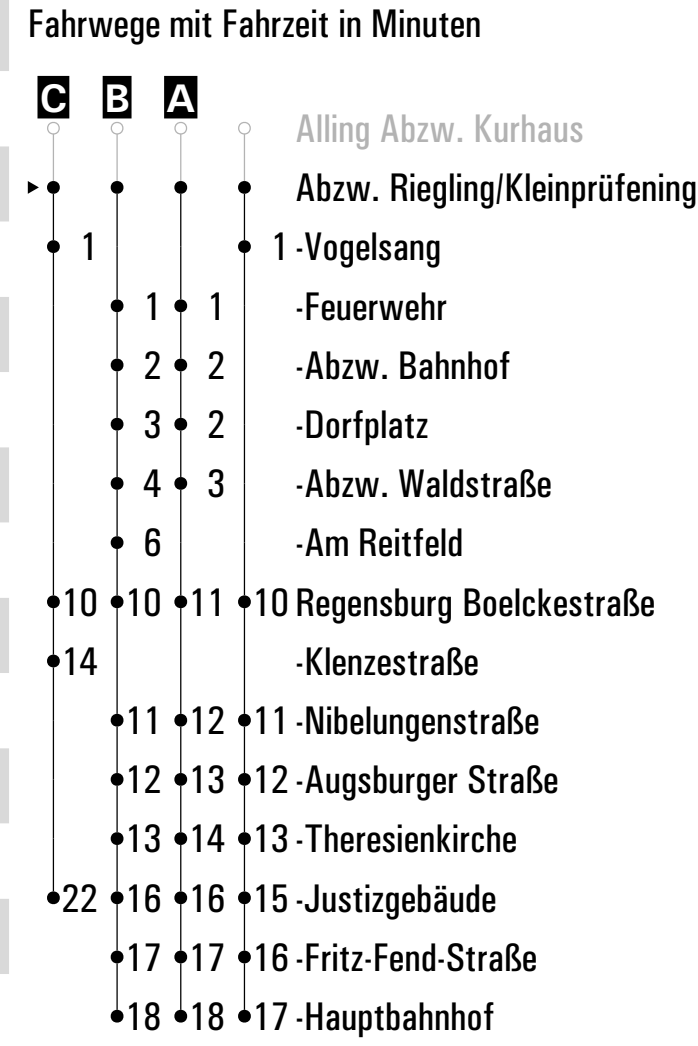 Fahrwege mit Fahrzeit in Minuten
C B A
Alling Abzw. Kurhaus
Abzw. Riegling/Kleinprüfening
1 1 -Vogelsang
1 1 -Feuerwehr
2 2 -Abzw. Bahnhof
3 2 -Dorfplatz
4 3 -Abzw. Waldstraße
6 -Am Reitfeld
10 10 11 10 Regensburg Boelckestraße
14 -Klenzestraße
11 12 11 -Nibelungenstraße
12 13 12 -Augsburger Straße
13 14 13 -Theresienkirche
22 16 16 15 -Justizgebäude
17 17 16 -Fritz-Fend-Straße
18 18 17 -Hauptbahnhof